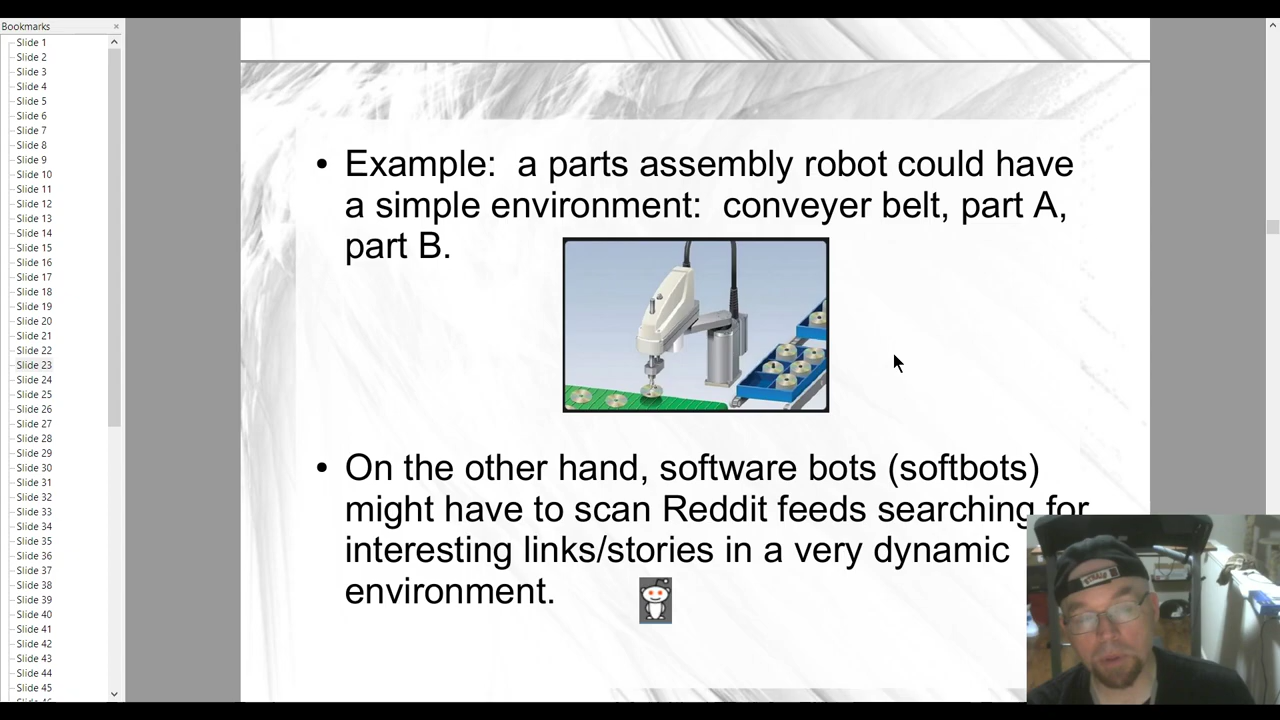 Bookmarks
Slide 1
Slide 2
Slide 3
Slide 4
Slide 5
Slide 6
Slide 7
Slide 8
Slide 9
Slide 10
Slide 11
Slide 12
Slide 13
Slide 14
Slide 15
Slide 16
Slide 17
Slide 18
Slide 19
Slide 20
Slide 21
Slide 22
Slide 23
Slide 24
Slide 25
Slide 26
Slide 27
Slide 28
Slide 29
Slide 30
Slide 31
Slide 32
Slide 33
Slide 34
Slide 35
Slide 36
Slide 37
Slide 38
Slide 39
Slide 40
Slide 41
Slide 42
Slide 43
Slide 44
Slide 45
• Example: a parts assembly robot could have
a simple environment: conveyer belt, part A,
part B.
• On the other hand, software bots (softbots)
might have to scan Reddit feeds searching for
interesting links/stories in a very dynamic
environment.